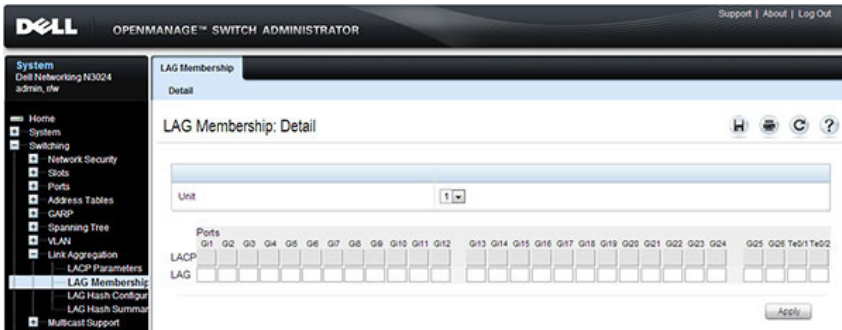 Support | About | Log Out
DELL OPENMANAGE™ SWITCH ADMINISTRATOR
System
Dell Networking N3024
admin, r/w
Home
System
Switching
Network Security
Slots
Ports
Address Tables
GARP
Spanning Tree
VLAN
Link Aggregation
LACP Parameters
LAG Membership
LAG Hash Configur
LAG Hash Summar
Multicast Support
LAG Membership
Detail
LAG Membership: Detail
?
Unit 1
Ports
Gi1 Gi2 Gi3 Gi4 Gi5 Gi6 Gi7 Gi8 Gi9 Gi10 Gi11 Gi12 Gi13 Gi14 Gi15 Gi16 Gi17 Gi18 Gi19 Gi20 Gi21 Gi22 Gi23 Gi24 Gi25 Gi26 Te0/1 Te0/2
LACP
LAG
Apply